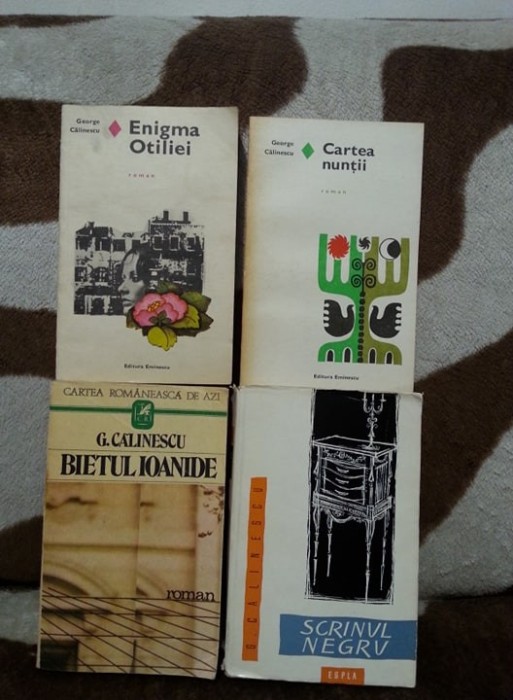 George
Călinescu
Enigma
Otiliei
roman
Editura Eminescu
George
Călinescu
Cartea
nunții
roman
Editura Eminescu
CARTEA ROMÂNEASCĂ DE AZI
G. CĂLINESCU
BIETUL IOANIDE
roman
G. CĂLINESCU
SCRINUL
NEGRU
ESPLA